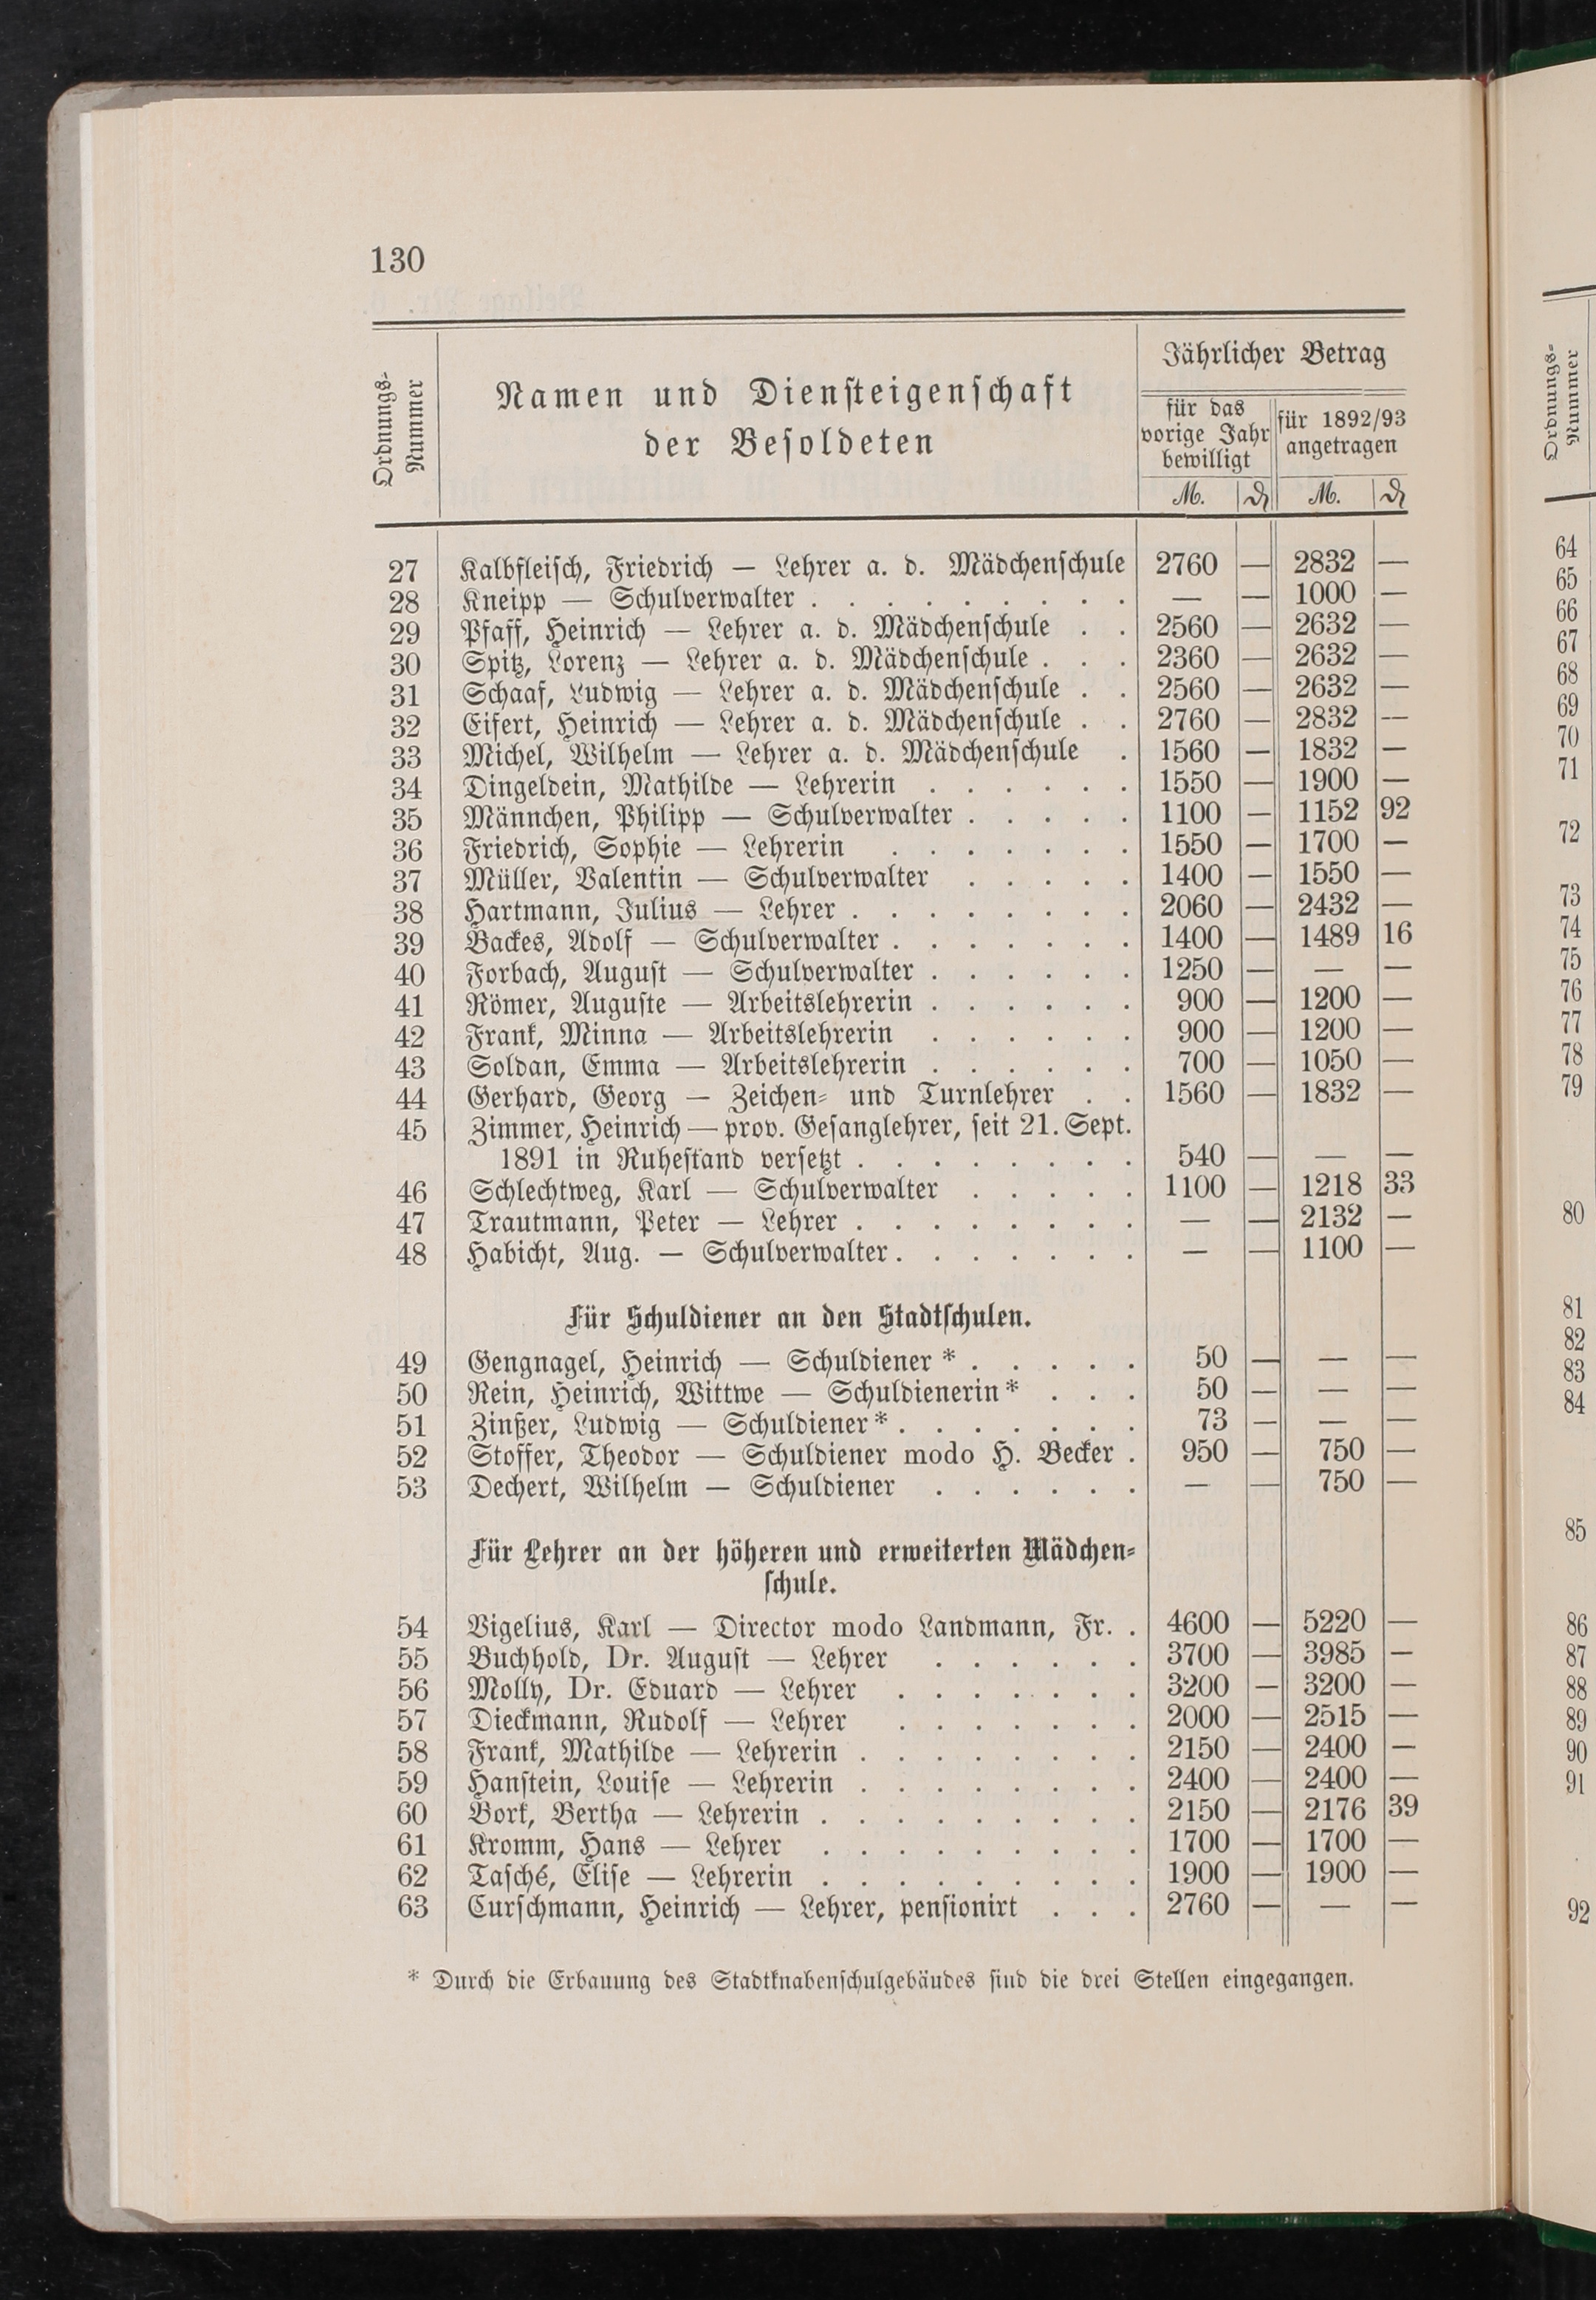 130
Ordnungs-
Nummer
Namen und Diensteigenschaft
der Besoldeten
Jährlicher Betrag
für das
vorige Jahr
bewilligt
für 1892/93
angetragen
M. | ₰ | M. | ₰
27 Kalbfleisch, Friedrich — Lehrer a. d. Mädchenschule 2760 — 2832 —
28 Kneipp — Schulverwalter . . . . . . . . . — — 1000 —
29 Pfaff, Heinrich — Lehrer a. d. Mädchenschule . . 2560 — 2632 —
30 Spitz, Lorenz — Lehrer a. d. Mädchenschule . . . 2360 — 2632 —
31 Schaaf, Ludwig — Lehrer a. d. Mädchenschule . . 2560 — 2632 —
32 Eifert, Heinrich — Lehrer a. d. Mädchenschule . . 2760 — 2832 —
33 Michel, Wilhelm — Lehrer a. d. Mädchenschule . 1560 — 1832 —
34 Dingeldein, Mathilde — Lehrerin . . . . . . 1550 — 1900 —
35 Männchen, Philipp — Schulverwalter . . . . . 1100 — 1152 92
36 Friedrich, Sophie — Lehrerin . . . . . . . 1550 — 1700 —
37 Müller, Valentin — Schulverwalter . . . . . 1400 — 1550 —
38 Hartmann, Julius — Lehrer . . . . . . . . 2060 — 2432 —
39 Backes, Adolf — Schulverwalter . . . . . . . 1400 — 1489 16
40 Forbach, August — Schulverwalter . . . . . . 1250 — — —
41 Römer, Auguste — Arbeitslehrerin . . . . . . 900 — 1200 —
42 Frank, Minna — Arbeitslehrerin . . . . . . 900 — 1200 —
43 Soldan, Emma — Arbeitslehrerin . . . . . . 700 — 1050 —
44 Gerhard, Georg — Zeichen- und Turnlehrer . . 1560 — 1832 —
45 Zimmer, Heinrich — prov. Gesanglehrer, seit 21. Sept.
1891 in Ruhestand versetzt . . . . . . . . 540 — — —
46 Schlechtweg, Karl — Schulverwalter . . . . . 1100 — 1218 33
47 Trautmann, Peter — Lehrer . . . . . . . . — — 2132 —
48 Habicht, Aug. — Schulverwalter . . . . . . . — — 1100 —
Für Schuldiener an den Stadtschulen.
49 Gengnagel, Heinrich — Schuldiener * . . . . . 50 — — —
50 Rein, Heinrich, Wittwe — Schuldienerin * . . . 50 — — —
51 Zinßer, Ludwig — Schuldiener * . . . . . . . 73 — — —
52 Stoffer, Theodor — Schuldiener modo H. Becker . 950 — 750 —
53 Dechert, Wilhelm — Schuldiener . . . . . . — — 750 —
Für Lehrer an der höheren und erweiterten Mädchen-
schule.
54 Vigelius, Karl — Director modo Landmann, Fr. . 4600 — 5220 —
55 Buchhold, Dr. August — Lehrer . . . . . . 3700 — 3985 —
56 Molly, Dr. Eduard — Lehrer . . . . . . . 3200 — 3200 —
57 Dieckmann, Rudolf — Lehrer . . . . . . . 2000 — 2515 —
58 Frank, Mathilde — Lehrerin . . . . . . . . 2150 — 2400 —
59 Hanstein, Louise — Lehrerin . . . . . . . . 2400 — 2400 —
60 Bork, Bertha — Lehrerin . . . . . . . . . 2150 — 2176 39
61 Kromm, Hans — Lehrer . . . . . . . . . 1700 — 1700 —
62 Tasché, Elise — Lehrerin . . . . . . . . . 1900 — 1900 —
63 Curschmann, Heinrich — Lehrer, pensionirt . . . 2760 — — —
* Durch die Erbauung des Stadtknabenschulgebäudes sind die drei Stellen eingegangen.
Ordnungs-
Nummer
64
65
66
67
68
69
70
71
72
73
74
75
76
77
78
79
80
81
82
83
84
85
86
87
88
89
90
91
92